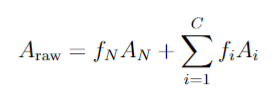 A_raw = f_N A_N + ∑_{i=1}^{C} f_i A_i